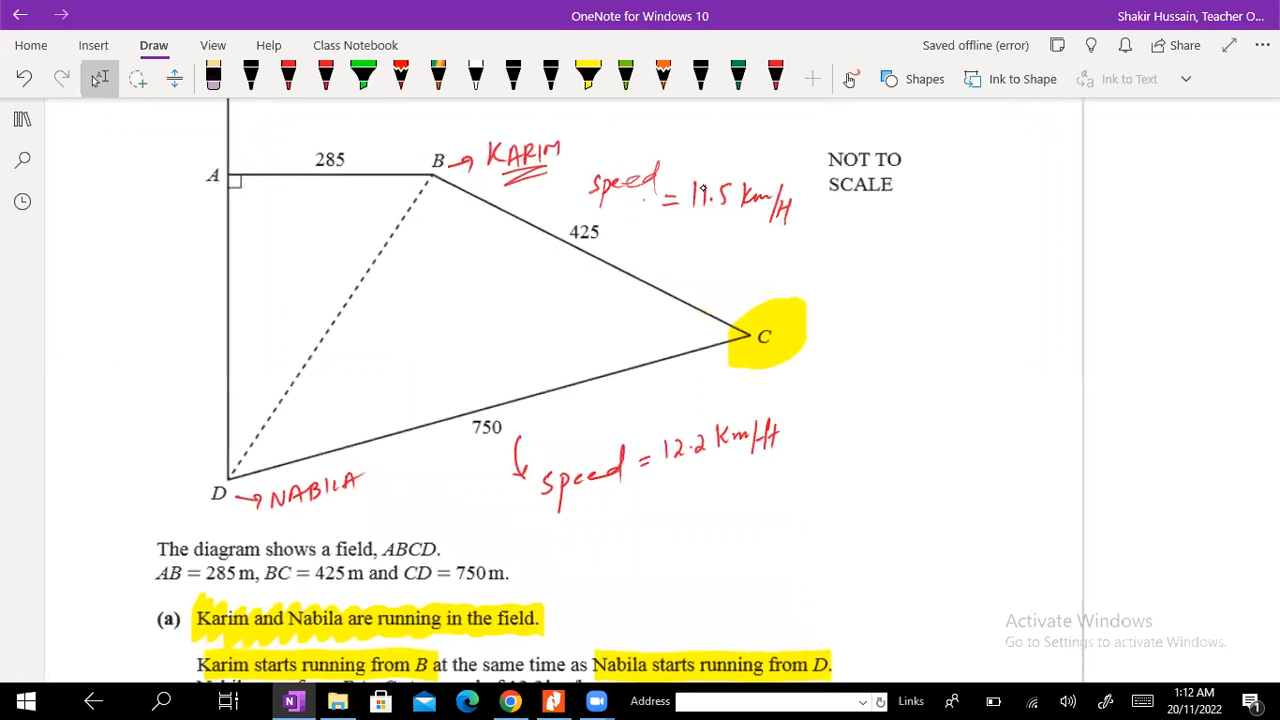 OneNote for Windows 10
Shakir Hussain, Teacher O...
Home Insert Draw View Help Class Notebook
Saved offline (error) Share
Shapes Ink to Shape Ink to Text
285
A
B → KARIM
speed = 11.5 Km/H
NOT TO
SCALE
425
C
750
speed = 12.2 Km/H
D → NABILA
The diagram shows a field, ABCD.
AB = 285 m, BC = 425 m and CD = 750 m.
(a) Karim and Nabila are running in the field.
Karim starts running from B at the same time as Nabila starts running from D.
Activate Windows
Go to Settings to activate Windows.
Address Links
1:12 AM
20/11/2022